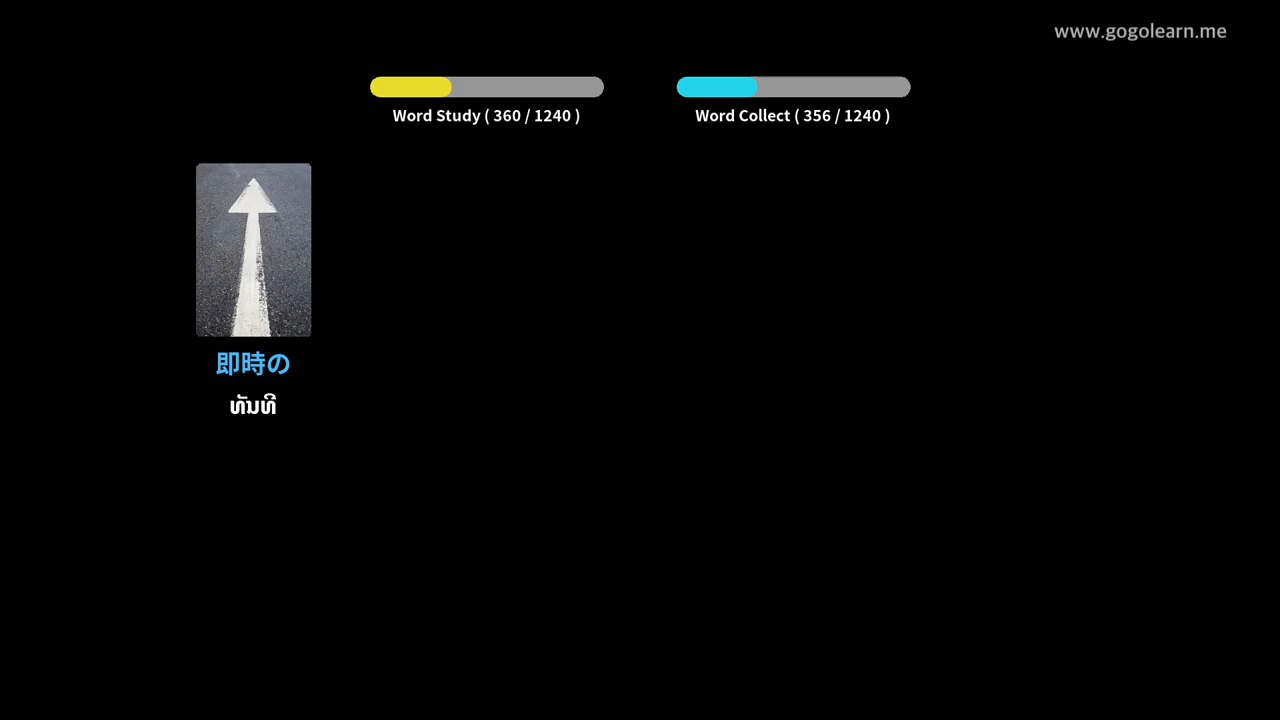 www.gogolearn.me
Word Study ( 360 / 1240 )
Word Collect ( 356 / 1240 )
即時の
ທັນທີ